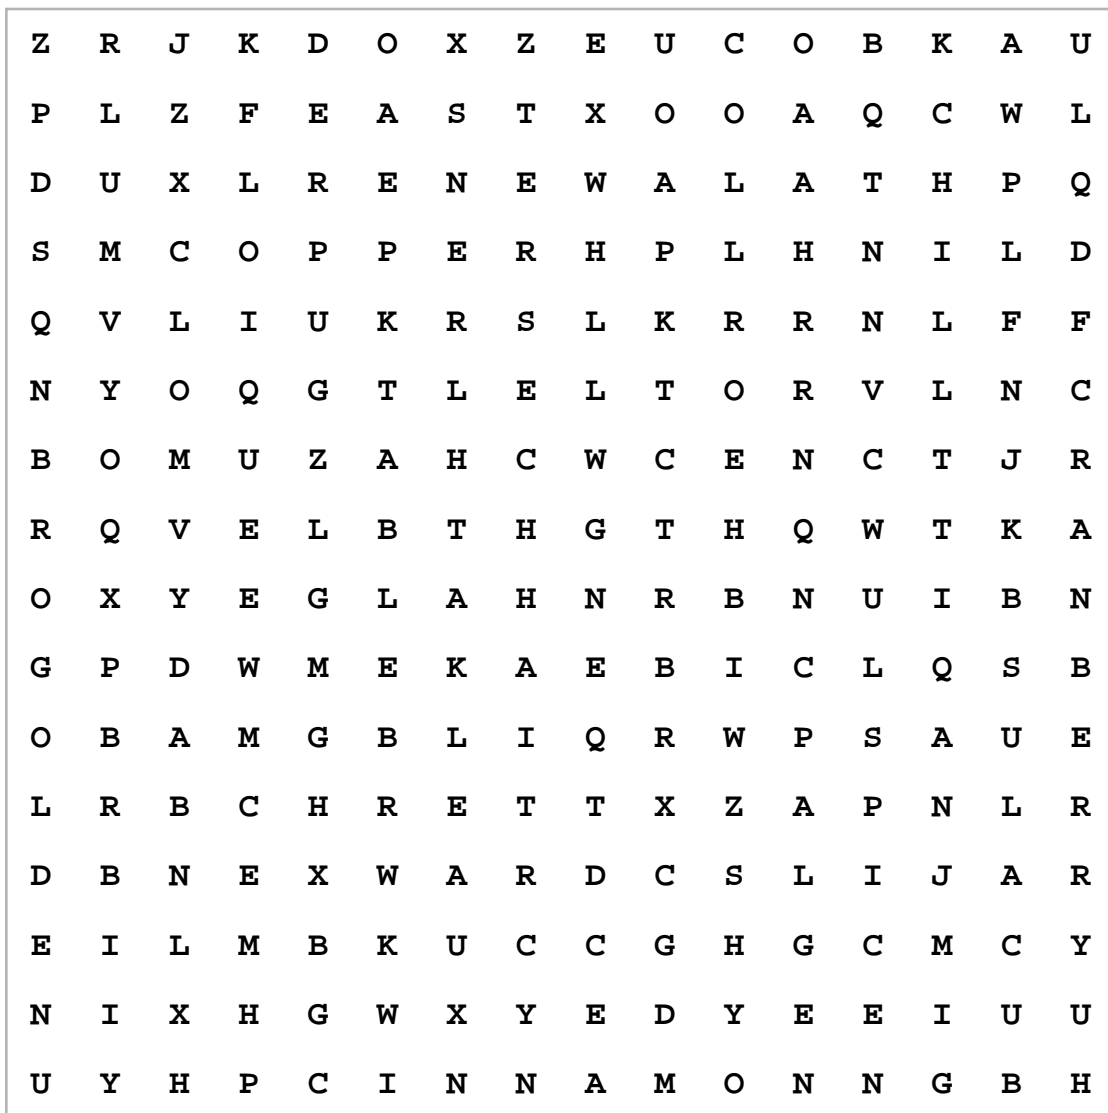 Z R J K D O X Z E U C O B K A U
P L Z F E A S T X O O A Q C W L
D U X L R E N E W A L A T H P Q
S M C O P P E R H P L H N I L D
Q V L I U K R S L K R R N L F F
N Y O Q G T L E L T O R V L N C
B O M U Z A H C W C E N C T J R
R Q V E L B T H G T H Q W T K A
O X Y E G L A H N R B N U I B N
G P D W M E K A E B I C L Q S B
O B A M G B L I Q R W P S A U E
L R B C H R E T T X Z A P N L R
D B N E X W A R D C S L I J A R
E I L M B K U C C G H G C M C Y
N I X H G W X Y E D Y E E I U U
U Y H P C I N N A M O N N G B H